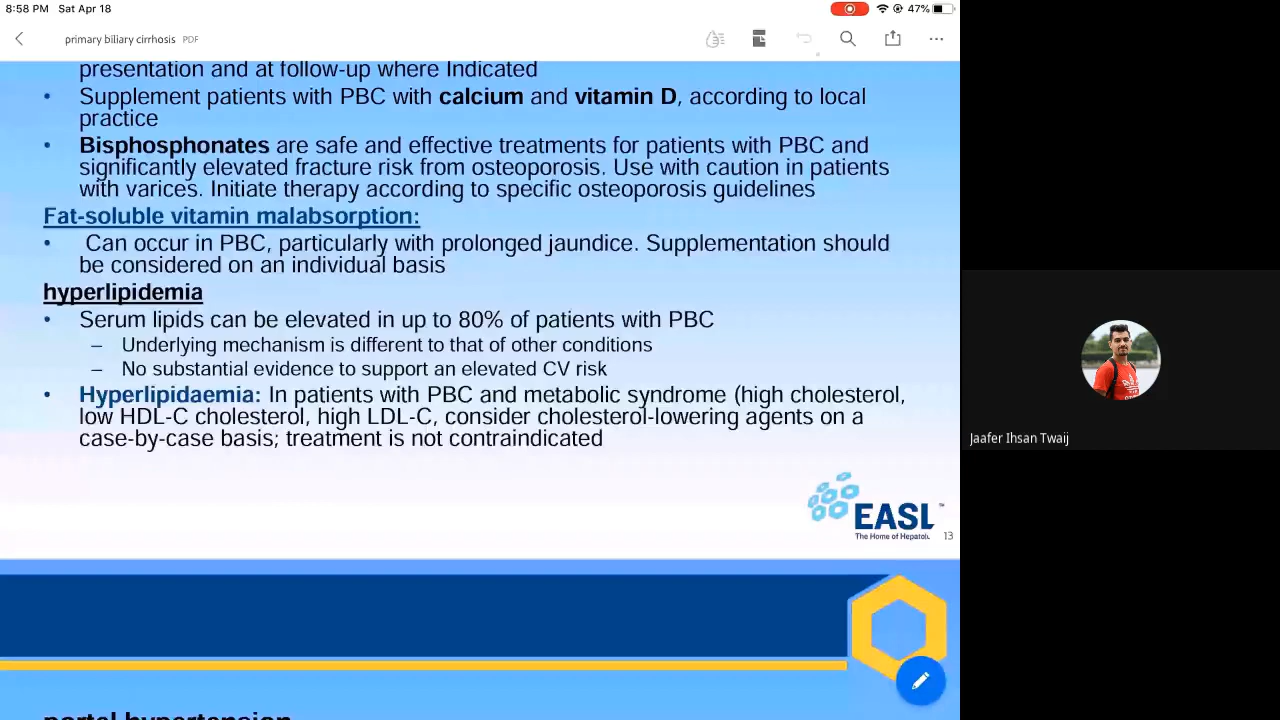 8:58 PM Sat Apr 18
47%
primary biliary cirrhosis PDF
presentation and at follow-up where Indicated
• Supplement patients with PBC with calcium and vitamin D, according to local
practice
• Bisphosphonates are safe and effective treatments for patients with PBC and
significantly elevated fracture risk from osteoporosis. Use with caution in patients
with varices. Initiate therapy according to specific osteoporosis guidelines
Fat-soluble vitamin malabsorption:
• Can occur in PBC, particularly with prolonged jaundice. Supplementation should
be considered on an individual basis
hyperlipidemia
• Serum lipids can be elevated in up to 80% of patients with PBC
– Underlying mechanism is different to that of other conditions
– No substantial evidence to support an elevated CV risk
• Hyperlipidaemia: In patients with PBC and metabolic syndrome (high cholesterol,
low HDL-C cholesterol, high LDL-C, consider cholesterol-lowering agents on a
case-by-case basis; treatment is not contraindicated
EASL
The Home of Hepatol
13
portal hypertension
Jaafer Ihsan Twaij